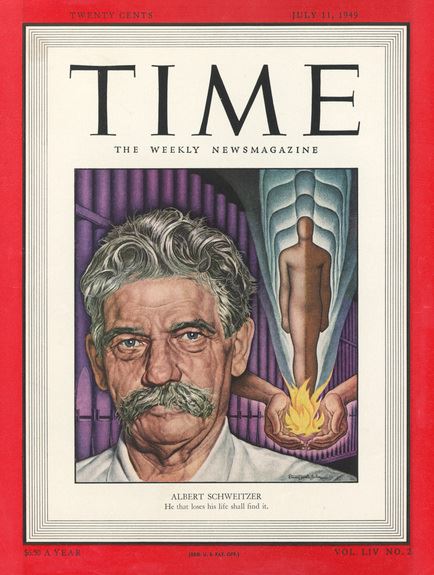 TWENTY CENTS JULY 11, 1949
TIME
THE WEEKLY NEWSMAGAZINE
ALBERT SCHWEITZER
He that loses his life shall find it.
$6.50 A YEAR (REG. U. S. PAT. OFF.) VOL. LIV NO. 2